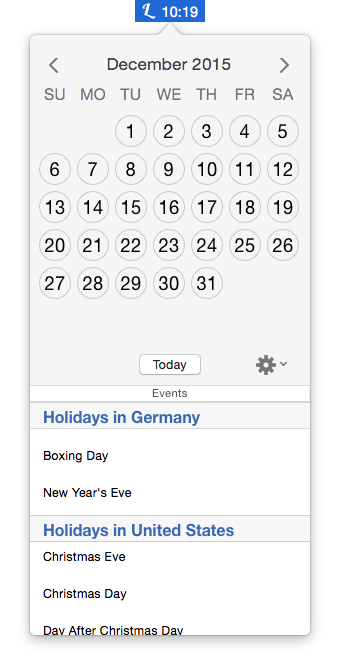 10:19
December 2015
SU MO TU WE TH FR SA
1 2 3 4 5
6 7 8 9 10 11 12
13 14 15 16 17 18 19
20 21 22 23 24 25 26
27 28 29 30 31
Today
Events
Holidays in Germany
Boxing Day
New Year's Eve
Holidays in United States
Christmas Eve
Christmas Day
Day After Christmas Day